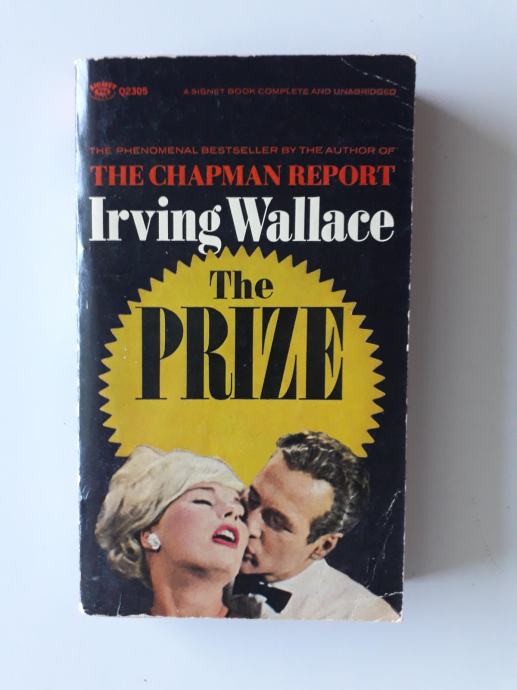 SIGNET
Q2305 A SIGNET BOOK COMPLETE AND UNABRIDGED
THE PHENOMENAL BESTSELLER BY THE AUTHOR OF
THE CHAPMAN REPORT
Irving Wallace
The
PRIZE